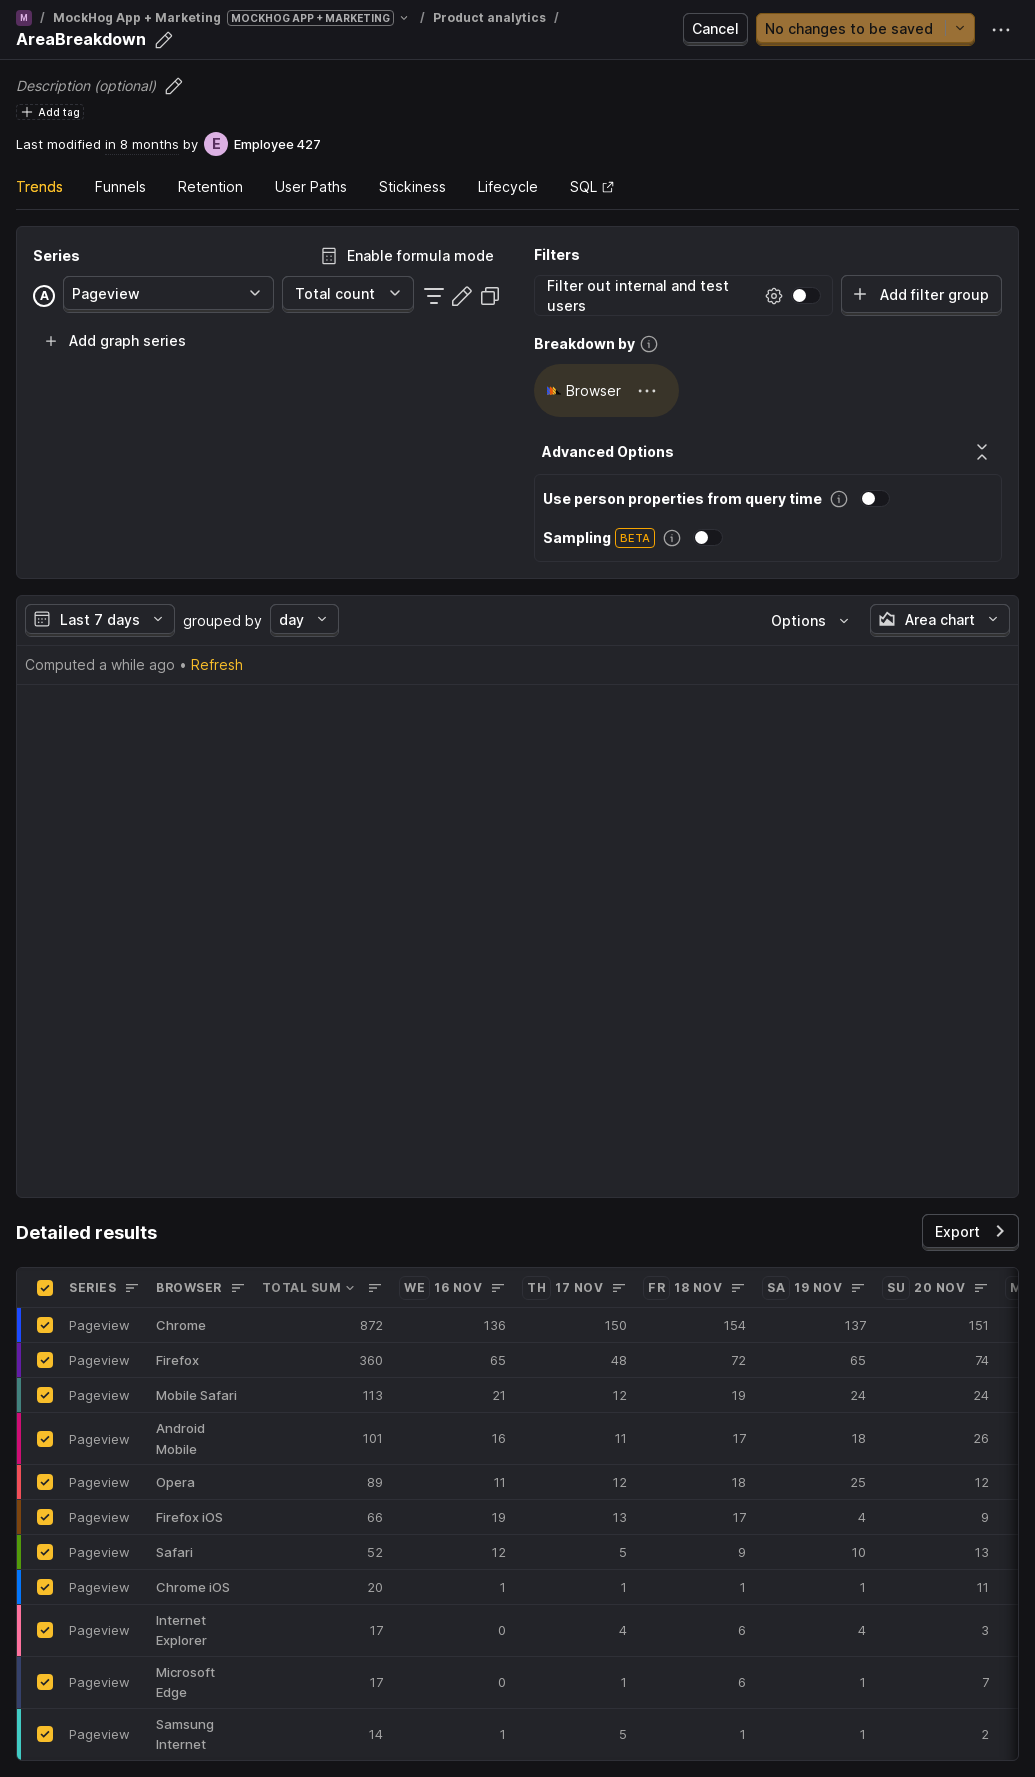 M / MockHog App + Marketing MOCKHOG APP + MARKETING / Product analytics /
AreaBreakdown
Cancel
No changes to be saved
Description (optional)
Add tag
Last modified in 8 months by E Employee 427
Trends Funnels Retention User Paths Stickiness Lifecycle SQL
Series
Enable formula mode
A Pageview Total count
Add graph series
Filters
Filter out internal and test
users
Add filter group
Breakdown by
Browser
Advanced Options
Use person properties from query time
Sampling BETA
Last 7 days grouped by day
Options
Area chart
Computed a while ago • Refresh
Detailed results
Export
SERIES BROWSER TOTAL SUM WE 16 NOV TH 17 NOV FR 18 NOV SA 19 NOV SU 20 NOV M
Pageview Chrome 872 136 150 154 137 151
Pageview Firefox 360 65 48 72 65 74
Pageview Mobile Safari 113 21 12 19 24 24
Pageview Android
Mobile 101 16 11 17 18 26
Pageview Opera 89 11 12 18 25 12
Pageview Firefox iOS 66 19 13 17 4 9
Pageview Safari 52 12 5 9 10 13
Pageview Chrome iOS 20 1 1 1 1 11
Pageview Internet
Explorer 17 0 4 6 4 3
Pageview Microsoft
Edge 17 0 1 6 1 7
Pageview Samsung
Internet 14 1 5 1 1 2